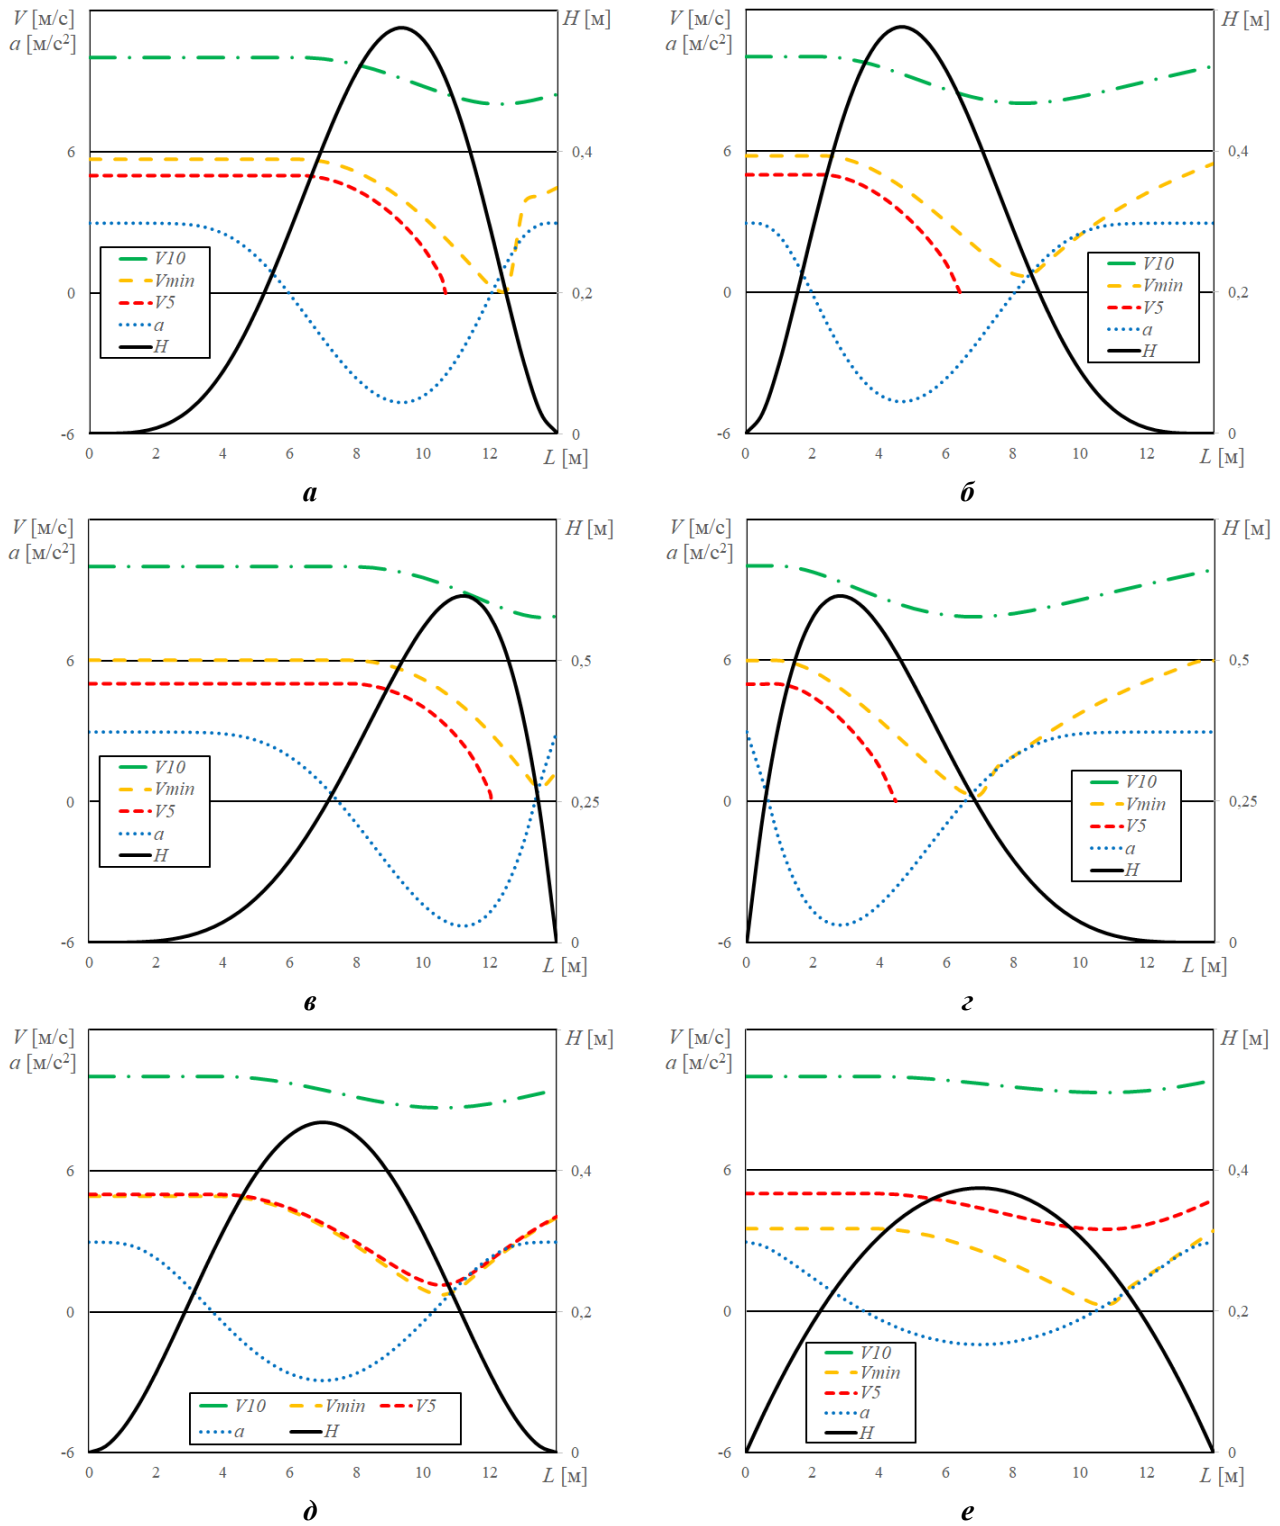 V [м/с]
a [м/с²]
H [м]
6
0
-6
0,4
0,2
0
V10
Vmin
V5
a
H
0 2 4 6 8 10 12
L [м]
а
V [м/с]
a [м/с²]
H [м]
6
0
-6
0,4
0,2
0
V10
Vmin
V5
a
H
0 2 4 6 8 10 12
L [м]
б
V [м/с]
a [м/с²]
H [м]
6
0
-6
0,5
0,25
0
V10
Vmin
V5
a
H
0 2 4 6 8 10 12
L [м]
в
V [м/с]
a [м/с²]
H [м]
6
0
-6
0,5
0,25
0
V10
Vmin
V5
a
H
0 2 4 6 8 10 12
L [м]
г
V [м/с]
a [м/с²]
H [м]
6
0
-6
0,4
0,2
0
V10 Vmin V5
a H
0 2 4 6 8 10 12
L [м]
д
V [м/с]
a [м/с²]
H [м]
6
0
-6
0,4
0,2
0
V10
Vmin
V5
a
H
0 2 4 6 8 10 12
L [м]
е